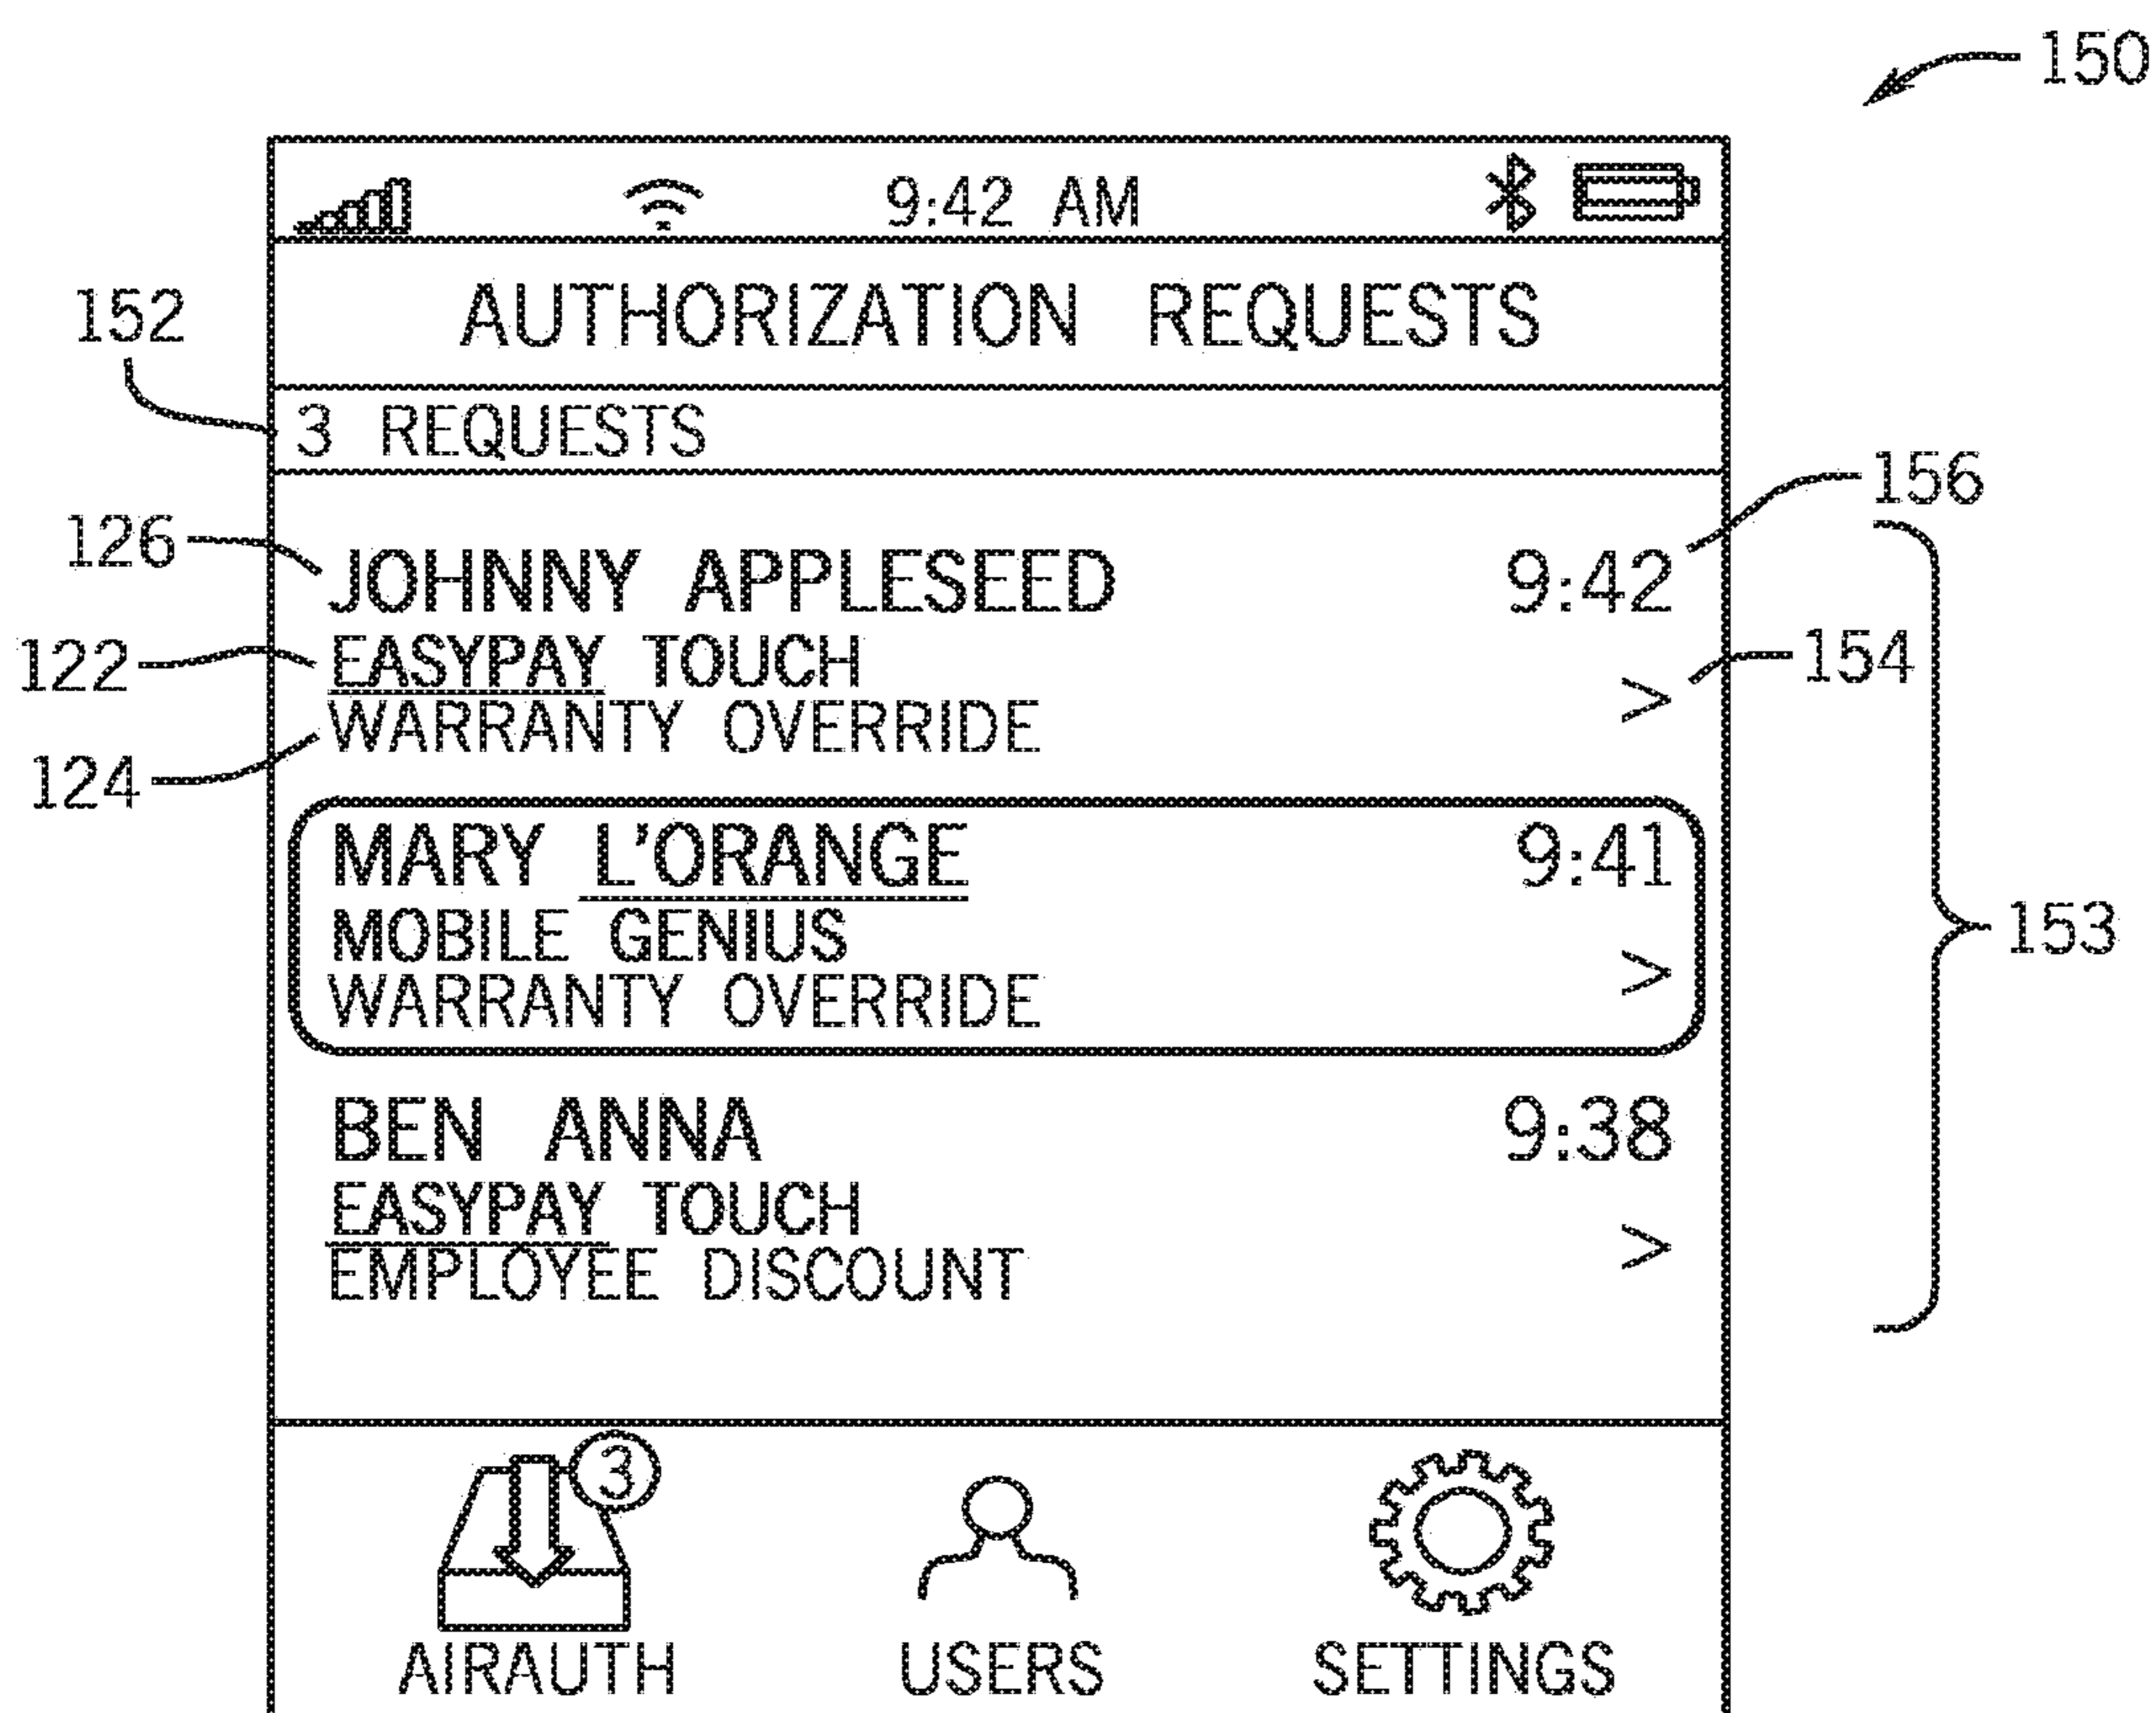 150
9:42 AM
AUTHORIZATION REQUESTS
152
3 REQUESTS
156
126
JOHNNY APPLESEED 9:42
122
EASYPAY TOUCH
154
>
WARRANTY OVERRIDE
124
MARY L'ORANGE 9:41
MOBILE GENIUS
153
>
WARRANTY OVERRIDE
BEN ANNA 9:38
EASYPAY TOUCH
>
EMPLOYEE DISCOUNT
3
AIRAUTH USERS SETTINGS